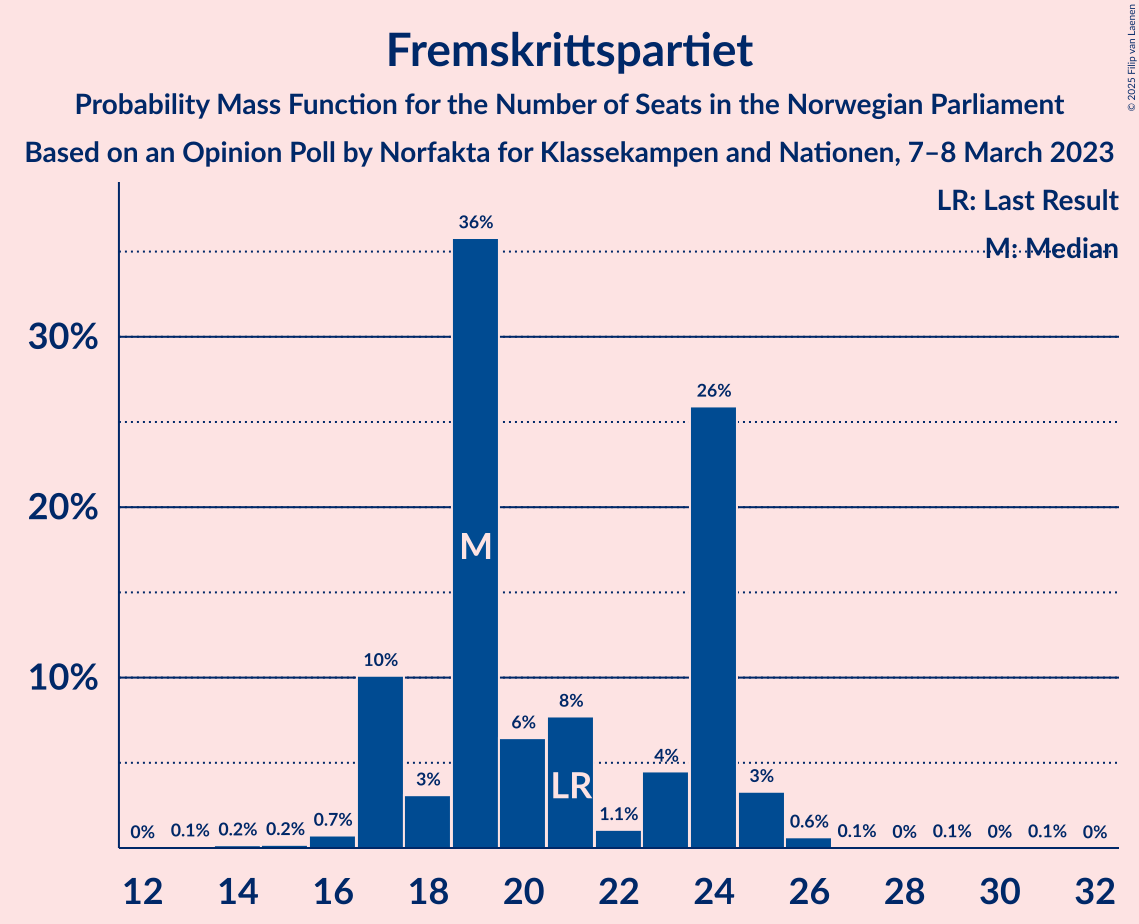 Fremskrittspartiet
Probability Mass Function for the Number of Seats in the Norwegian Parliament
Based on an Opinion Poll by Norfakta for Klassekampen and Nationen, 7–8 March 2023
© 2025 Filip van Laenen
LR: Last Result
M: Median
30%
20%
10%
0% 0.1% 0.2% 0.2% 0.7% 10% 3% 36% 6% 8% 1.1% 4% 26% 3% 0.6% 0.1% 0% 0.1% 0% 0.1% 0%
M
LR
12 14 16 18 20 22 24 26 28 30 32